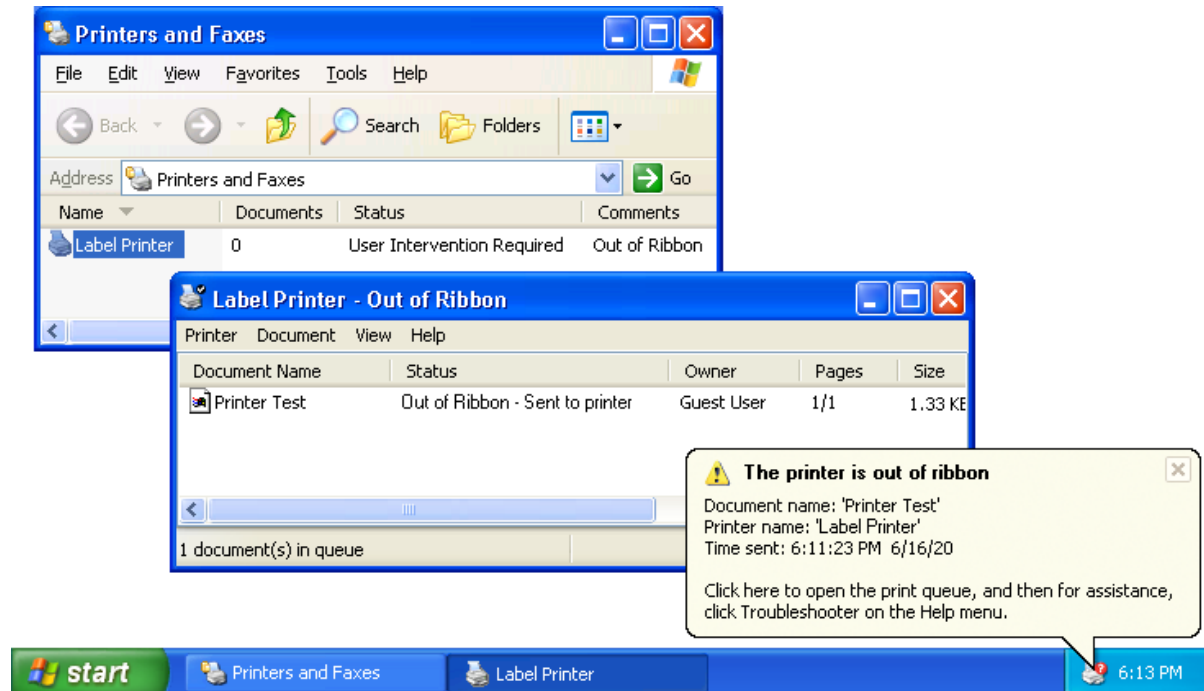 Printers and Faxes
File Edit View Favorites Tools Help
Back Search Folders
Address Printers and Faxes Go
Name Documents Status Comments
Label Printer 0 User Intervention Required Out of Ribbon
Label Printer - Out of Ribbon
Printer Document View Help
Document Name Status Owner Pages Size
Printer Test Out of Ribbon - Sent to printer Guest User 1/1 1.33 KB
1 document(s) in queue
The printer is out of ribbon
Document name: 'Printer Test'
Printer name: 'Label Printer'
Time sent: 6:11:23 PM 6/16/20
Click here to open the print queue, and then for assistance,
click Troubleshooter on the Help menu.
start Printers and Faxes Label Printer 6:13 PM